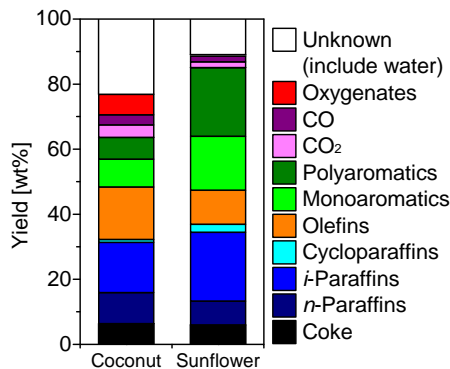 100
80
60
40
20
0
Yield [wt%]
Coconut Sunflower
Unknown
(include water)
Oxygenates
CO
CO₂
Polyaromatics
Monoaromatics
Olefins
Cycloparaffins
i-Paraffins
n-Paraffins
Coke